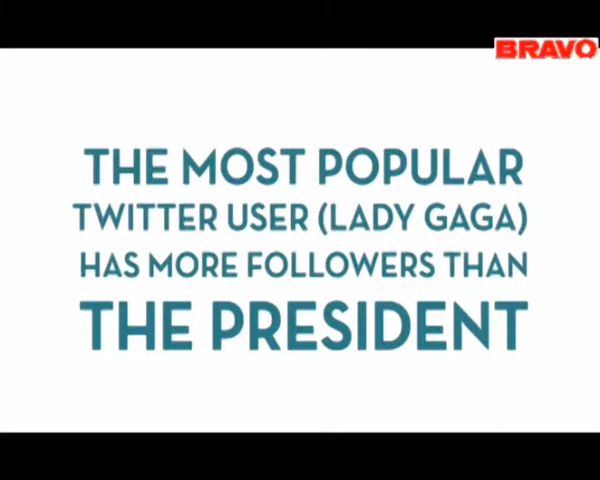 BRAVO
THE MOST POPULAR
TWITTER USER (LADY GAGA)
HAS MORE FOLLOWERS THAN
THE PRESIDENT